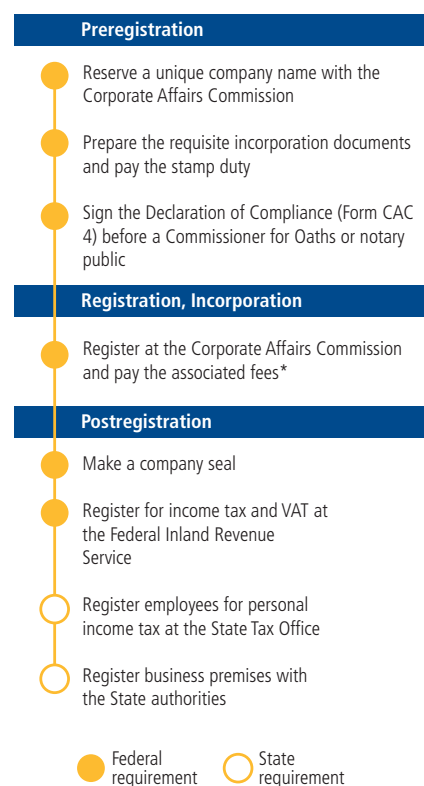 Preregistration
Reserve a unique company name with the
Corporate Affairs Commission
Prepare the requisite incorporation documents
and pay the stamp duty
Sign the Declaration of Compliance (Form CAC
4) before a Commissioner for Oaths or notary
public
Registration, Incorporation
Register at the Corporate Affairs Commission
and pay the associated fees*
Postregistration
Make a company seal
Register for income tax and VAT at
the Federal Inland Revenue
Service
Register employees for personal
income tax at the State Tax Office
Register business premises with
the State authorities
Federal
requirement
State
requirement